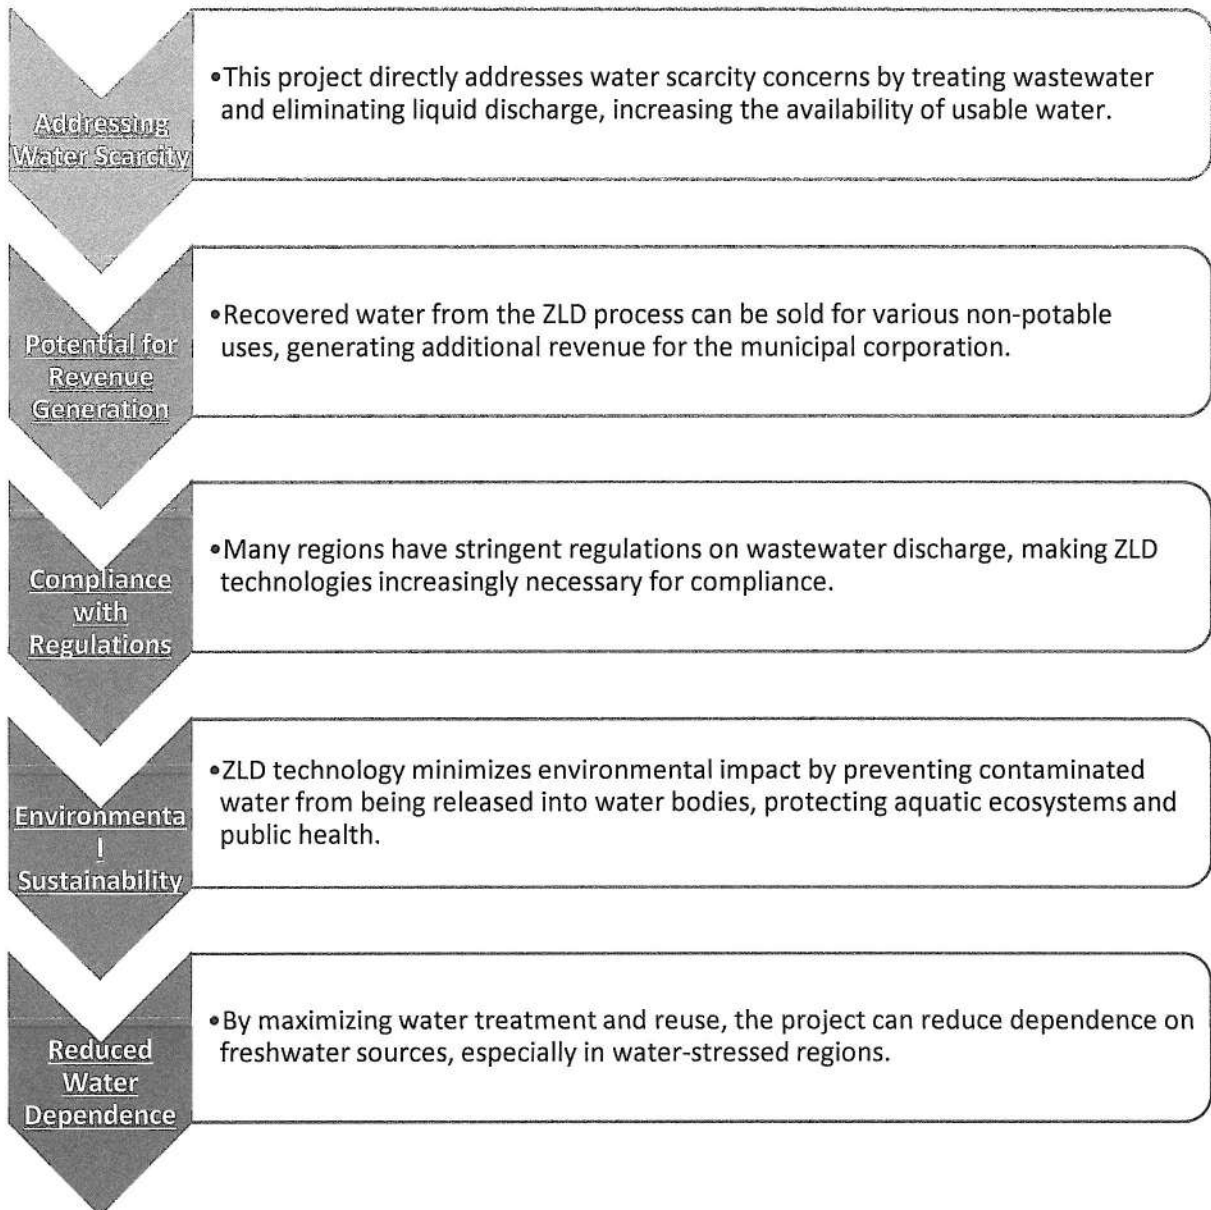 Addressing
Water Scarcity
•This project directly addresses water scarcity concerns by treating wastewater
and eliminating liquid discharge, increasing the availability of usable water.
Potential for
Revenue
Generation
•Recovered water from the ZLD process can be sold for various non-potable
uses, generating additional revenue for the municipal corporation.
Compliance
with
Regulations
•Many regions have stringent regulations on wastewater discharge, making ZLD
technologies increasingly necessary for compliance.
Environmenta
l
Sustainability
•ZLD technology minimizes environmental impact by preventing contaminated
water from being released into water bodies, protecting aquatic ecosystems and
public health.
Reduced
Water
Dependence
•By maximizing water treatment and reuse, the project can reduce dependence on
freshwater sources, especially in water-stressed regions.